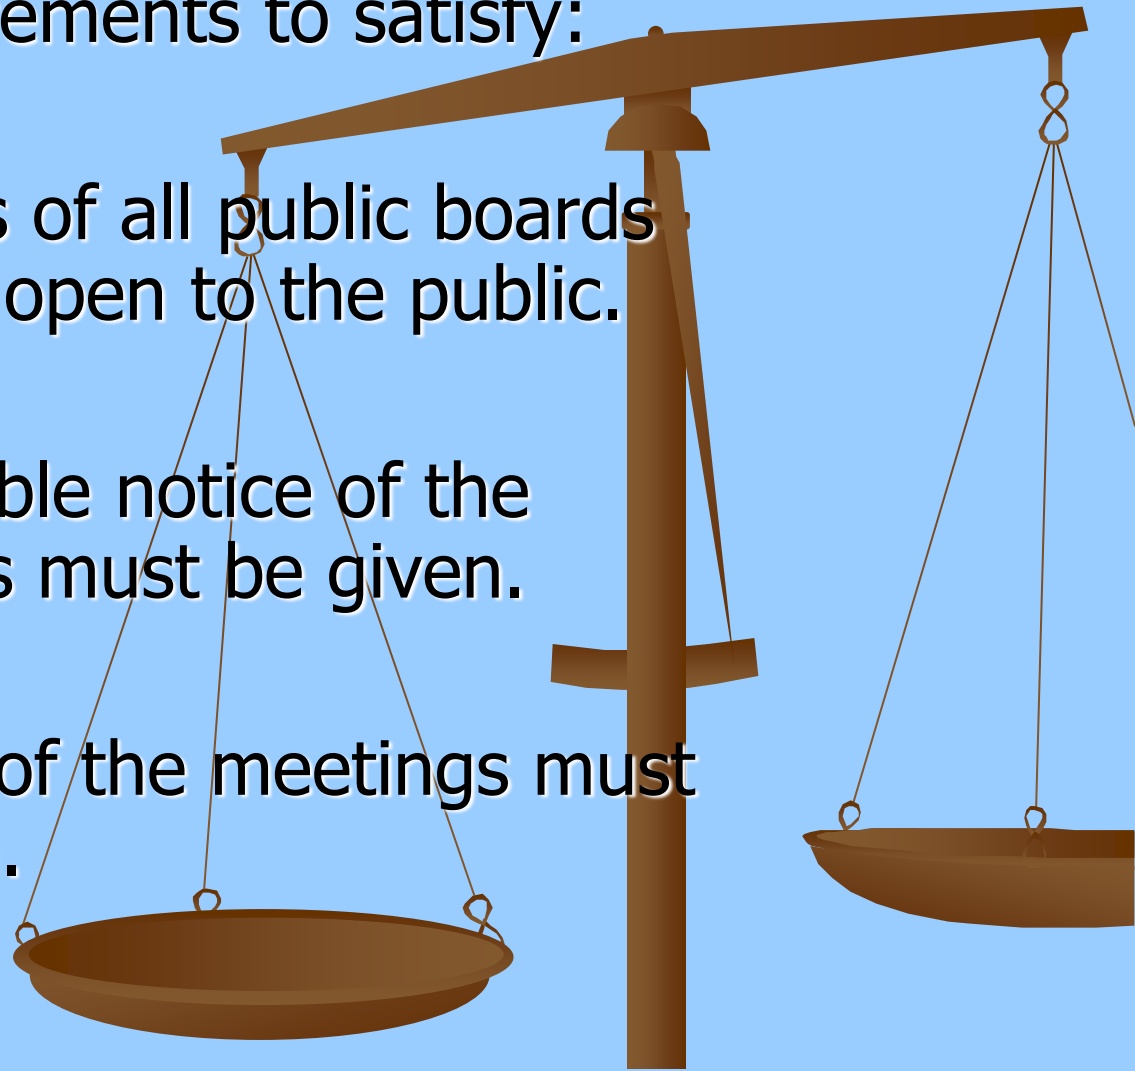 ements to satisfy:
s of all public boards
open to the public.
ble notice of the
s must be given.
of the meetings must
.